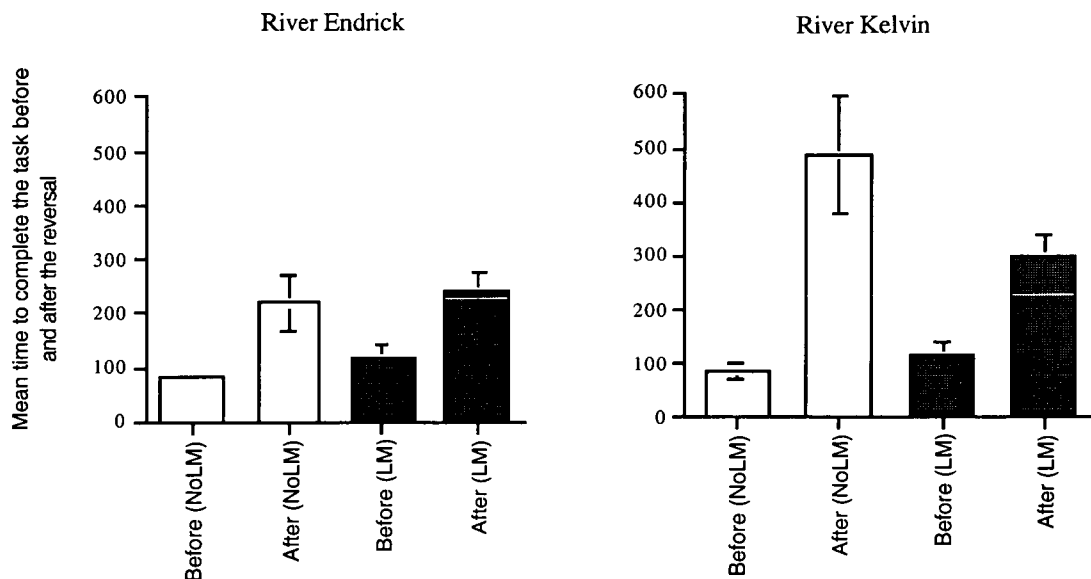 River Endrick
Mean time to complete the task before
and after the reversal
600
500
400
300
200
100
0
Before (NoLM)
After (NoLM)
Before (LM)
After (LM)
River Kelvin
600
500
400
300
200
100
0
Before (NoLM)
After (NoLM)
Before (LM)
After (LM)